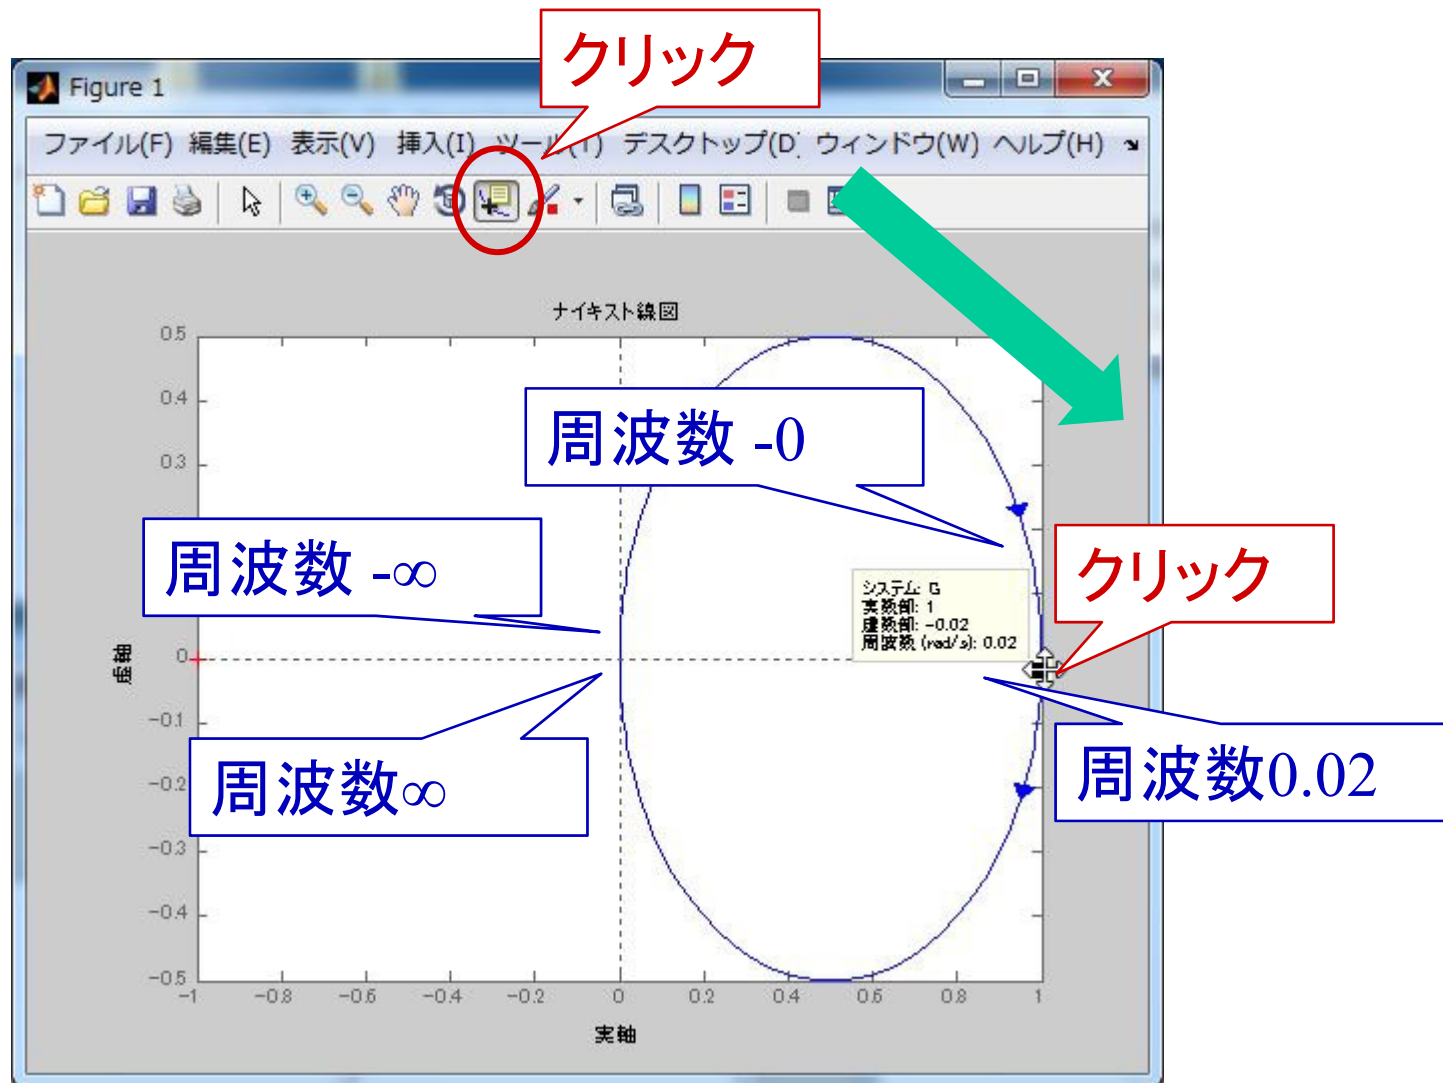 クリック
Figure 1
ファイル(F) 編集(E) 表示(V) 挿入(I) ツール(T) デスクトップ(D) ウィンドウ(W) ヘルプ(H)
ナイキスト線図
0.5
0.4
0.3
周波数 -0
周波数 -∞
クリック
システム: G
実数部: 1
虚数部: -0.02
周波数 (rad/s): 0.02
虚軸
0
-0.1
周波数∞
周波数0.02
-0.2
-0.3
-0.4
-0.5
-1 -0.8 -0.6 -0.4 -0.2 0 0.2 0.4 0.6 0.8 1
実軸